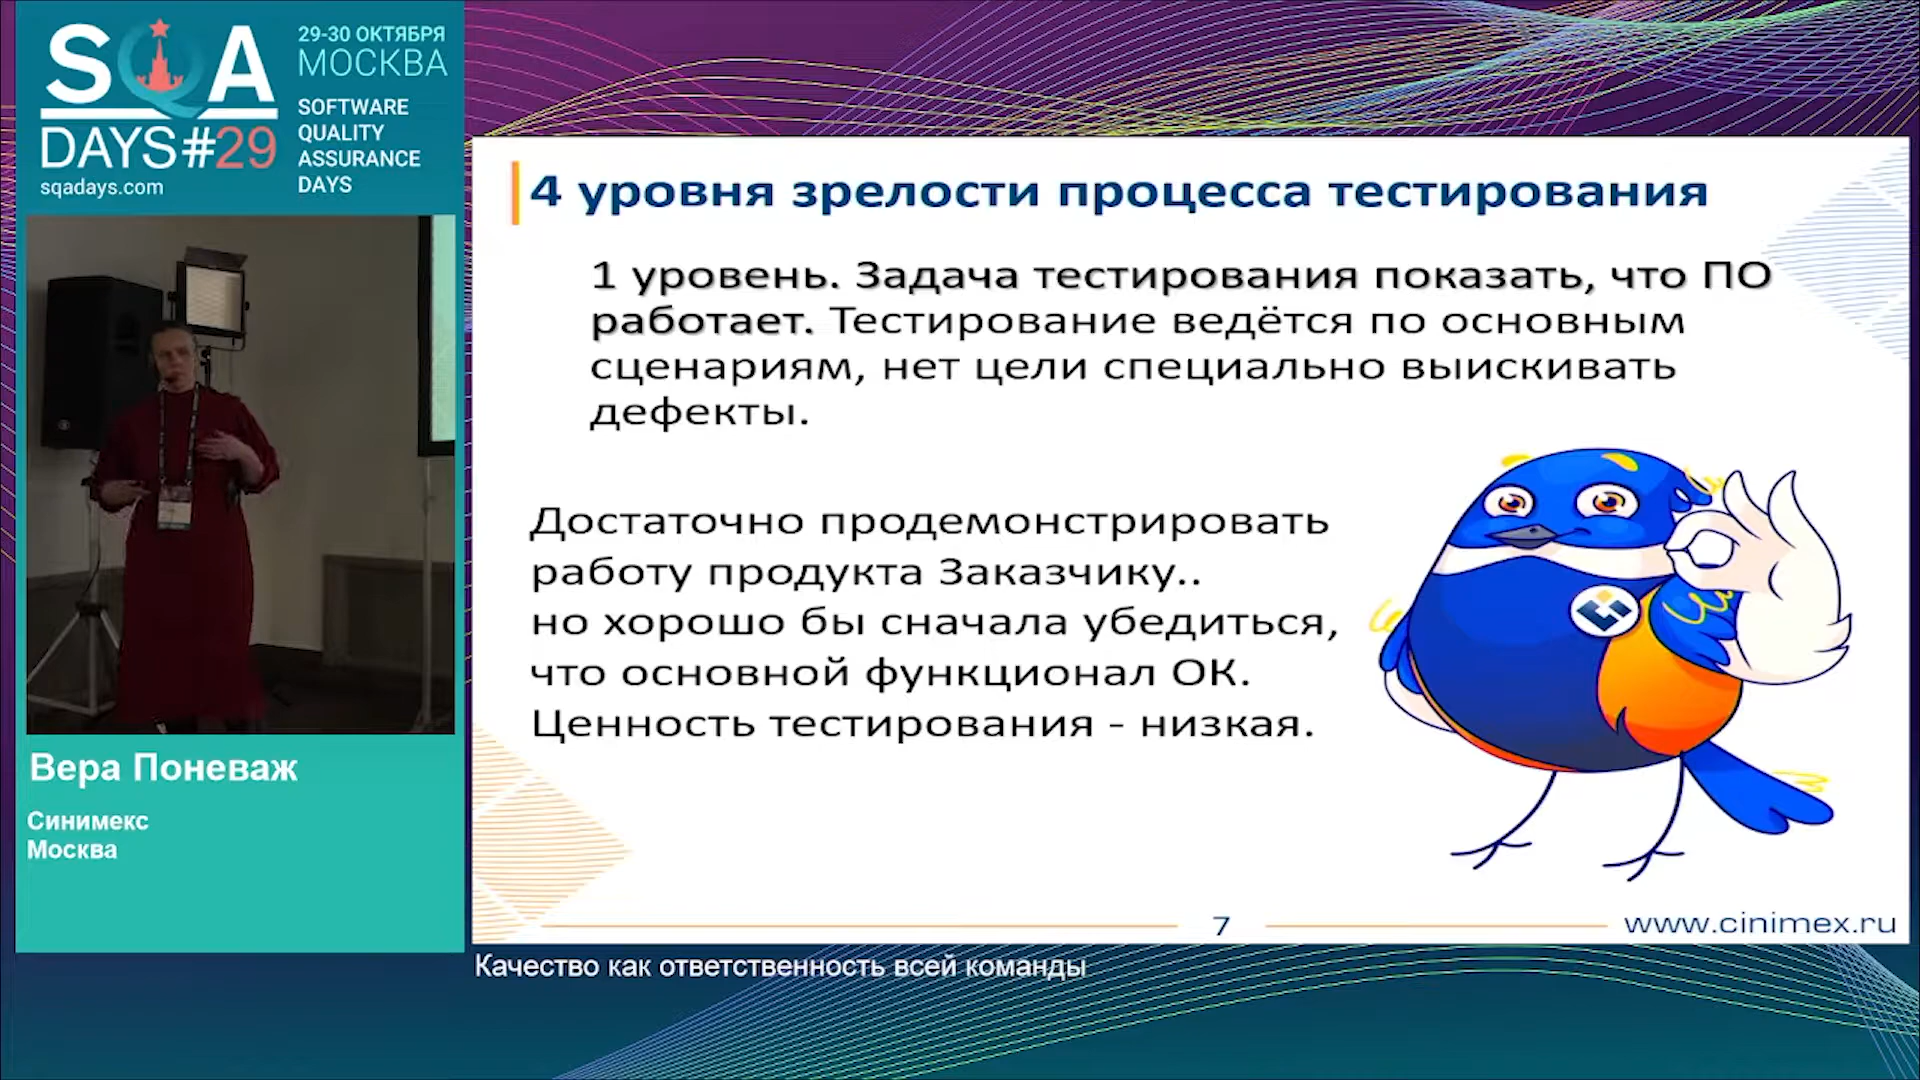 SQA
DAYS#29
sqadays.com
29-30 ОКТЯБРЯ
МОСКВА
SOFTWARE
QUALITY
ASSURANCE
DAYS
4 уровня зрелости процесса тестирования
1 уровень. Задача тестирования показать, что ПО
работает. Тестирование ведётся по основным
сценариям, нет цели специально выискивать
дефекты.
Достаточно продемонстрировать
работу продукта Заказчику..
но хорошо бы сначала убедиться,
что основной функционал ОК.
Ценность тестирования - низкая.
7
www.cinimex.ru
Вера Поневаж
Синимекс
Москва
Качество как ответственность всей команды